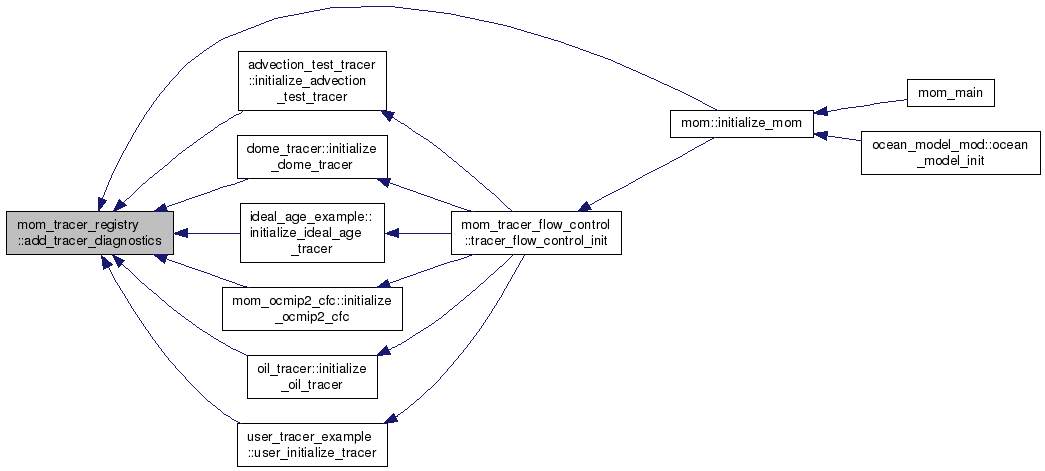 mom_tracer_registry
::add_tracer_diagnostics
advection_test_tracer
::initialize_advection
_test_tracer
dome_tracer::initialize
_dome_tracer
ideal_age_example::
initialize_ideal_age
_tracer
mom_ocmip2_cfc::initialize
_ocmip2_cfc
oil_tracer::initialize
_oil_tracer
user_tracer_example
::user_initialize_tracer
mom_tracer_flow_control
::tracer_flow_control_init
mom::initialize_mom
mom_main
ocean_model_mod::ocean
_model_init